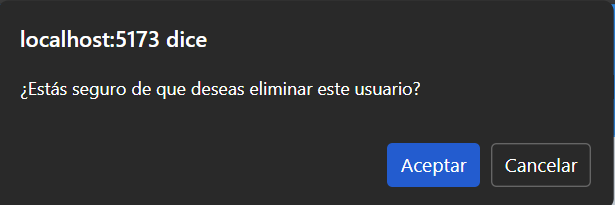 localhost:5173 dice
¿Estás seguro de que deseas eliminar este usuario?
Aceptar
Cancelar